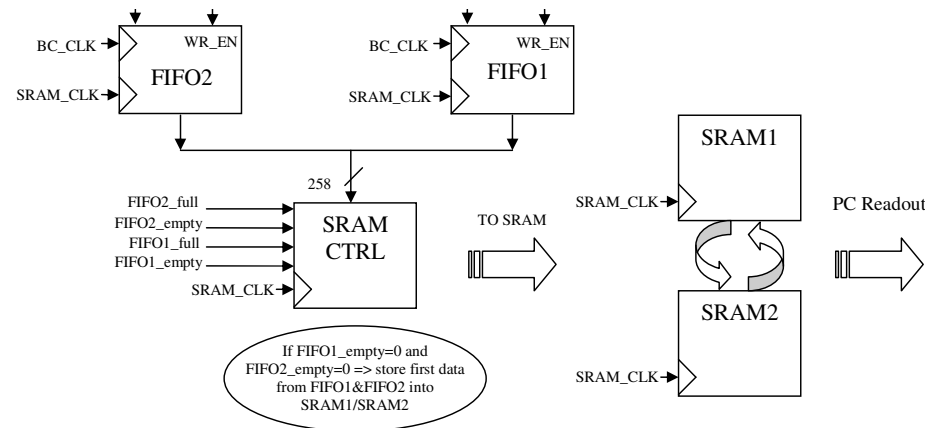 BC_CLK
WR_EN
FIFO2
SRAM_CLK
BC_CLK
WR_EN
FIFO1
SRAM_CLK
258
FIFO2_full
FIFO2_empty
FIFO1_full
FIFO1_empty
SRAM_CLK
SRAM
CTRL
TO SRAM
SRAM1
SRAM_CLK
SRAM2
SRAM_CLK
PC Readout
If FIFO1_empty=0 and
FIFO2_empty=0 => store first data
from FIFO1&FIFO2 into
SRAM1/SRAM2